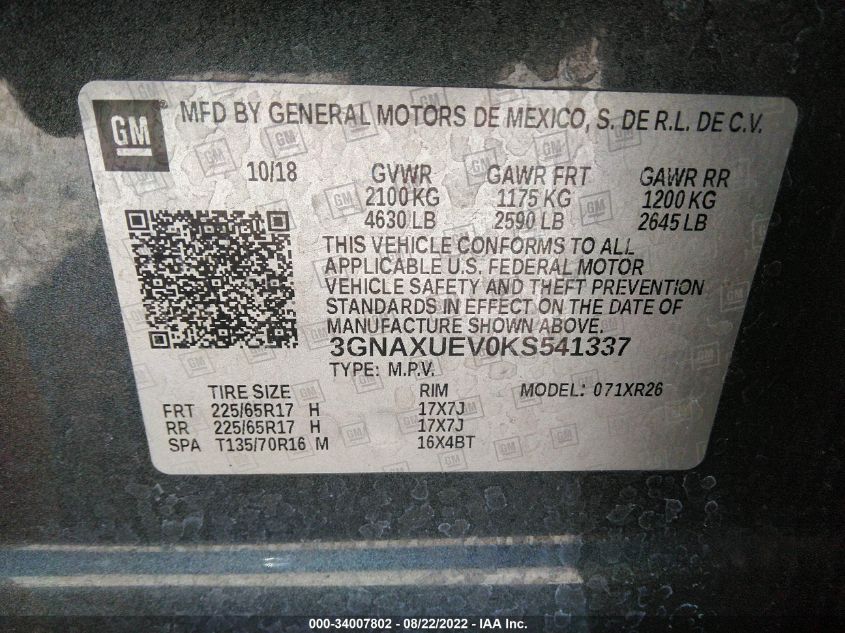 GM
MFD BY GENERAL MOTORS DE MEXICO, S. DE R.L. DE C.V.
10/18 GVWR GAWR FRT GAWR RR
2100 KG 1175 KG 1200 KG
4630 LB 2590 LB 2645 LB
THIS VEHICLE CONFORMS TO ALL
APPLICABLE U.S. FEDERAL MOTOR
VEHICLE SAFETY AND THEFT PREVENTION
STANDARDS IN EFFECT ON THE DATE OF
MANUFACTURE SHOWN ABOVE.
3GNAXUEV0KS541337
TYPE: M.P.V.
TIRE SIZE RIM MODEL: 071XR26
FRT 225/65R17 H 17X7J
RR 225/65R17 H 17X7J
SPA T135/70R16 M 16X4BT
000-34007802 - 08/22/2022 - IAA Inc.